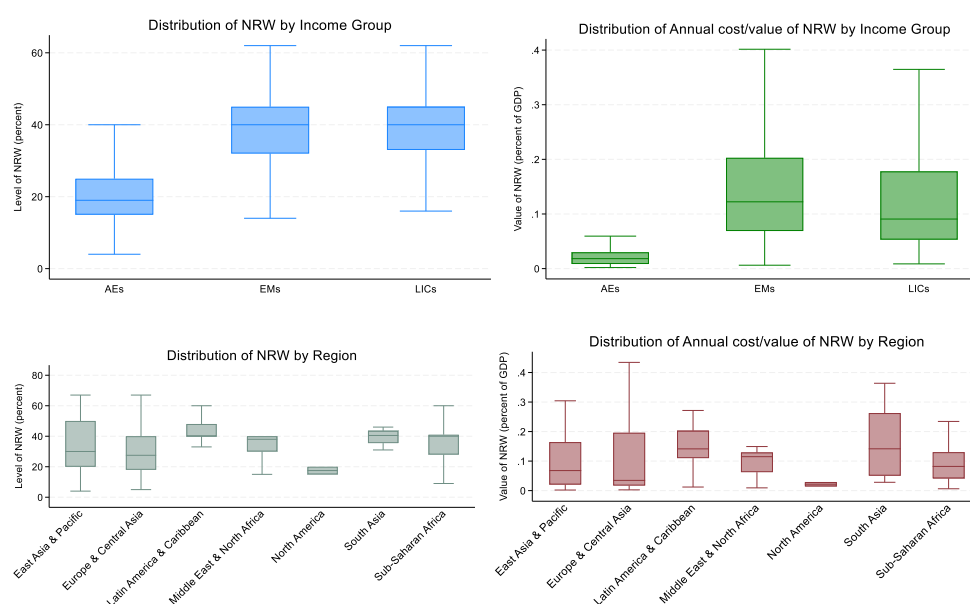 Distribution of NRW by Income Group
Level of NRW (percent)
60
40
20
0
AEs
EMs
LICs
Distribution of Annual cost/value of NRW by Income Group
Value of NRW (percent of GDP)
.4
.3
.2
.1
0
AEs
EMs
LICs
Distribution of NRW by Region
Level of NRW (percent)
80
60
40
20
0
East Asia & Pacific
Europe & Central Asia
Latin America & Caribbean
Middle East & North Africa
North America
South Asia
Sub-Saharan Africa
Distribution of Annual cost/value of NRW by Region
Value of NRW (percent of GDP)
.4
.3
.2
.1
0
East Asia & Pacific
Europe & Central Asia
Latin America & Caribbean
Middle East & North Africa
North America
South Asia
Sub-Saharan Africa